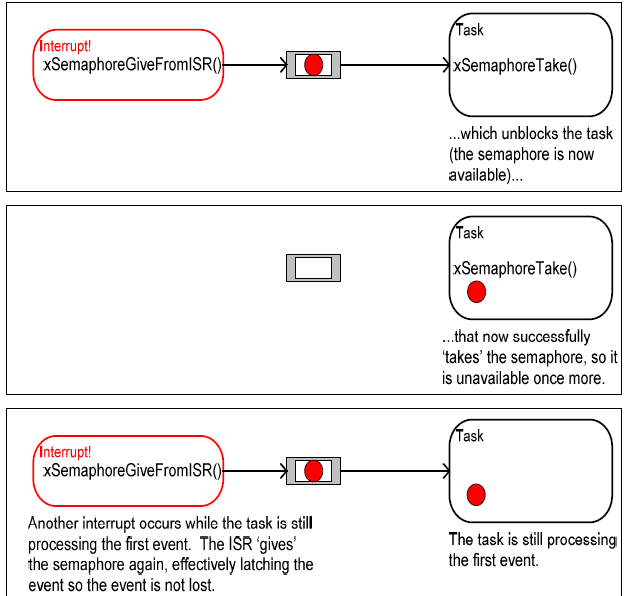 Interrupt!
xSemaphoreGiveFromISR()
Task
xSemaphoreTake()
...which unblocks the task
(the semaphore is now
available)...
Task
xSemaphoreTake()
...that now successfully
‘takes’ the semaphore, so it
is unavailable once more.
Interrupt!
xSemaphoreGiveFromISR()
Task
Another interrupt occurs while the task is still
processing the first event. The ISR ‘gives’
the semaphore again, effectively latching the
event so the event is not lost.
The task is still processing
the first event.